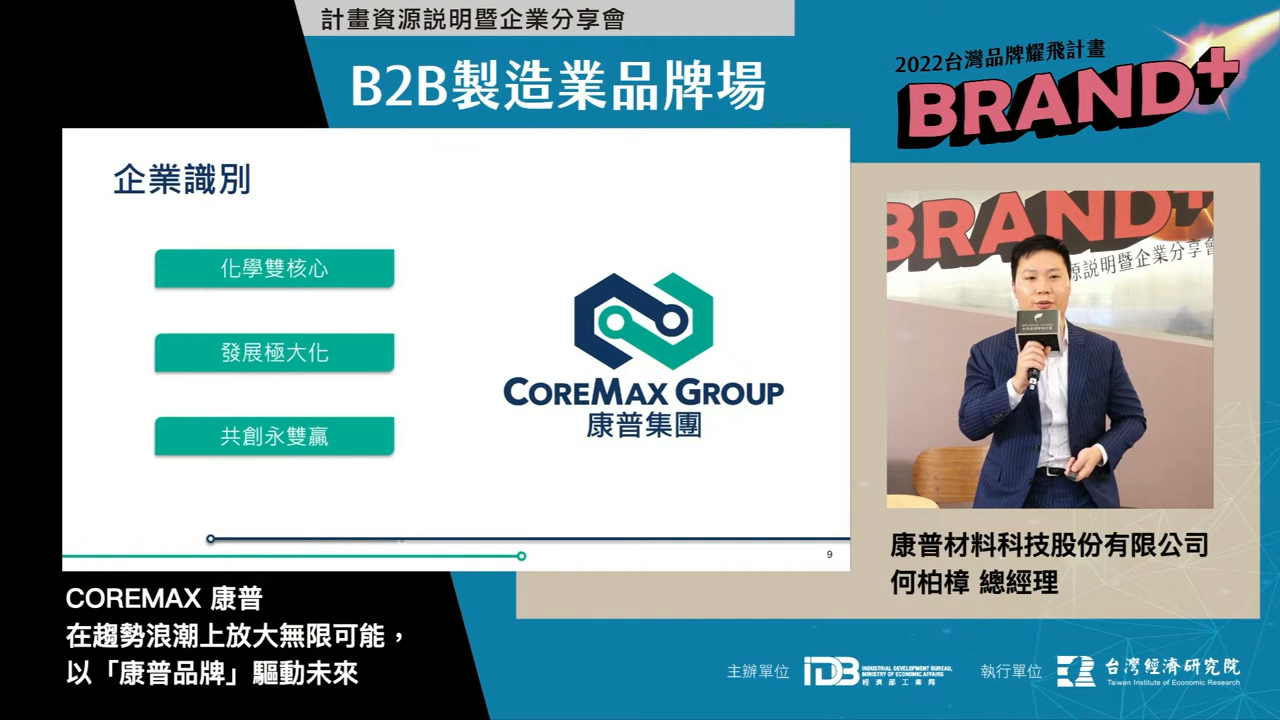 計畫資源説明暨企業分享會
B2B製造業品牌場
2022台灣品牌耀飛計畫
BRAND+
企業識別
化學雙核心
發展極大化
共創永雙贏
COREMAX GROUP
康普集團
9
BRAND+
源説明暨企業分享會
康普材料科技股份有限公司
何柏樟 總經理
COREMAX 康普
在趨勢浪潮上放大無限可能，
以「康普品牌」驅動未來
主辦單位
IDB
INDUSTRIAL DEVELOPMENT BUREAU,
MINISTRY OF ECONOMIC AFFAIRS
經濟部工業局
執行單位
台灣經濟研究院
Taiwan Institute of Economic Research